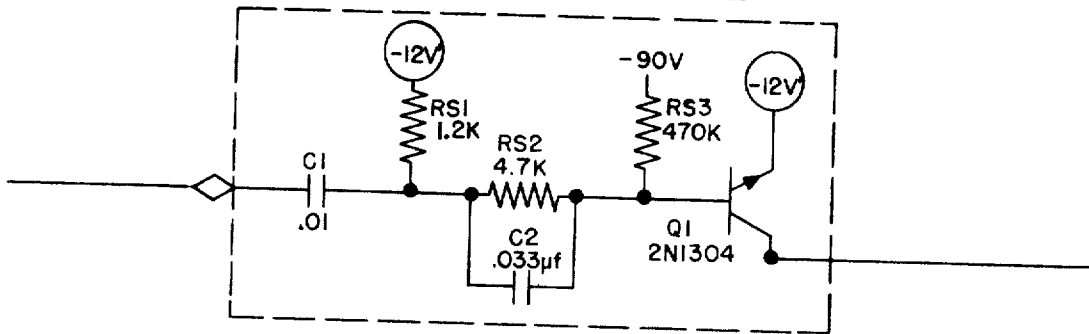 -12V'
RS1
1.2K
C1
.01
RS2
4.7K
C2
.033µf
-90V
RS3
470K
-12V'
Q1
2N1304